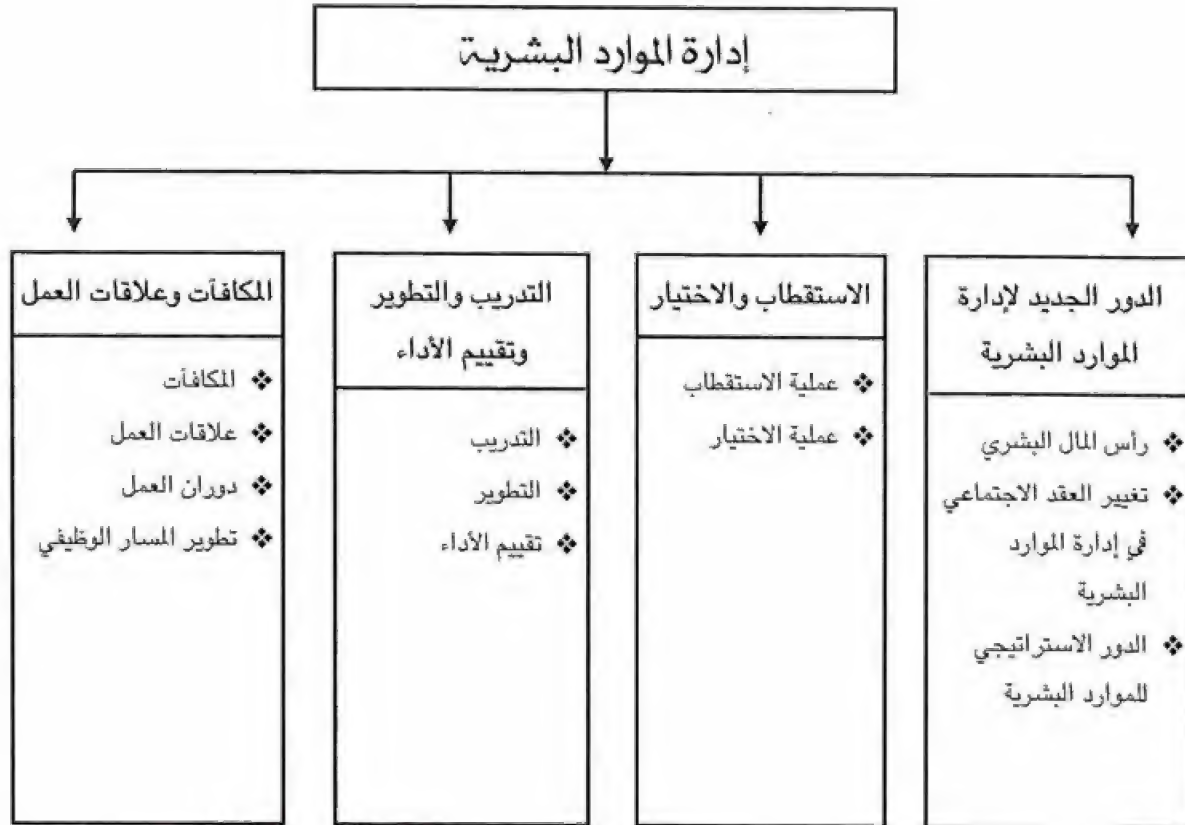 إدارة الموارد البشرية
الدور الجديد لإدارة
الموارد البشرية
❖ رأس المال البشري
❖ تغيير العقد الاجتماعي
في إدارة الموارد
البشرية
❖ الدور الاستراتيجي
للموارد البشرية
الاستقطاب والاختيار
❖ عملية الاستقطاب
❖ عملية الاختيار
التدريب والتطوير
وتقييم الأداء
❖ التدريب
❖ التطوير
❖ تقييم الأداء
المكافآت وعلاقات العمل
❖ المكافآت
❖ علاقات العمل
❖ دوران العمل
❖ تطوير المسار الوظيفي